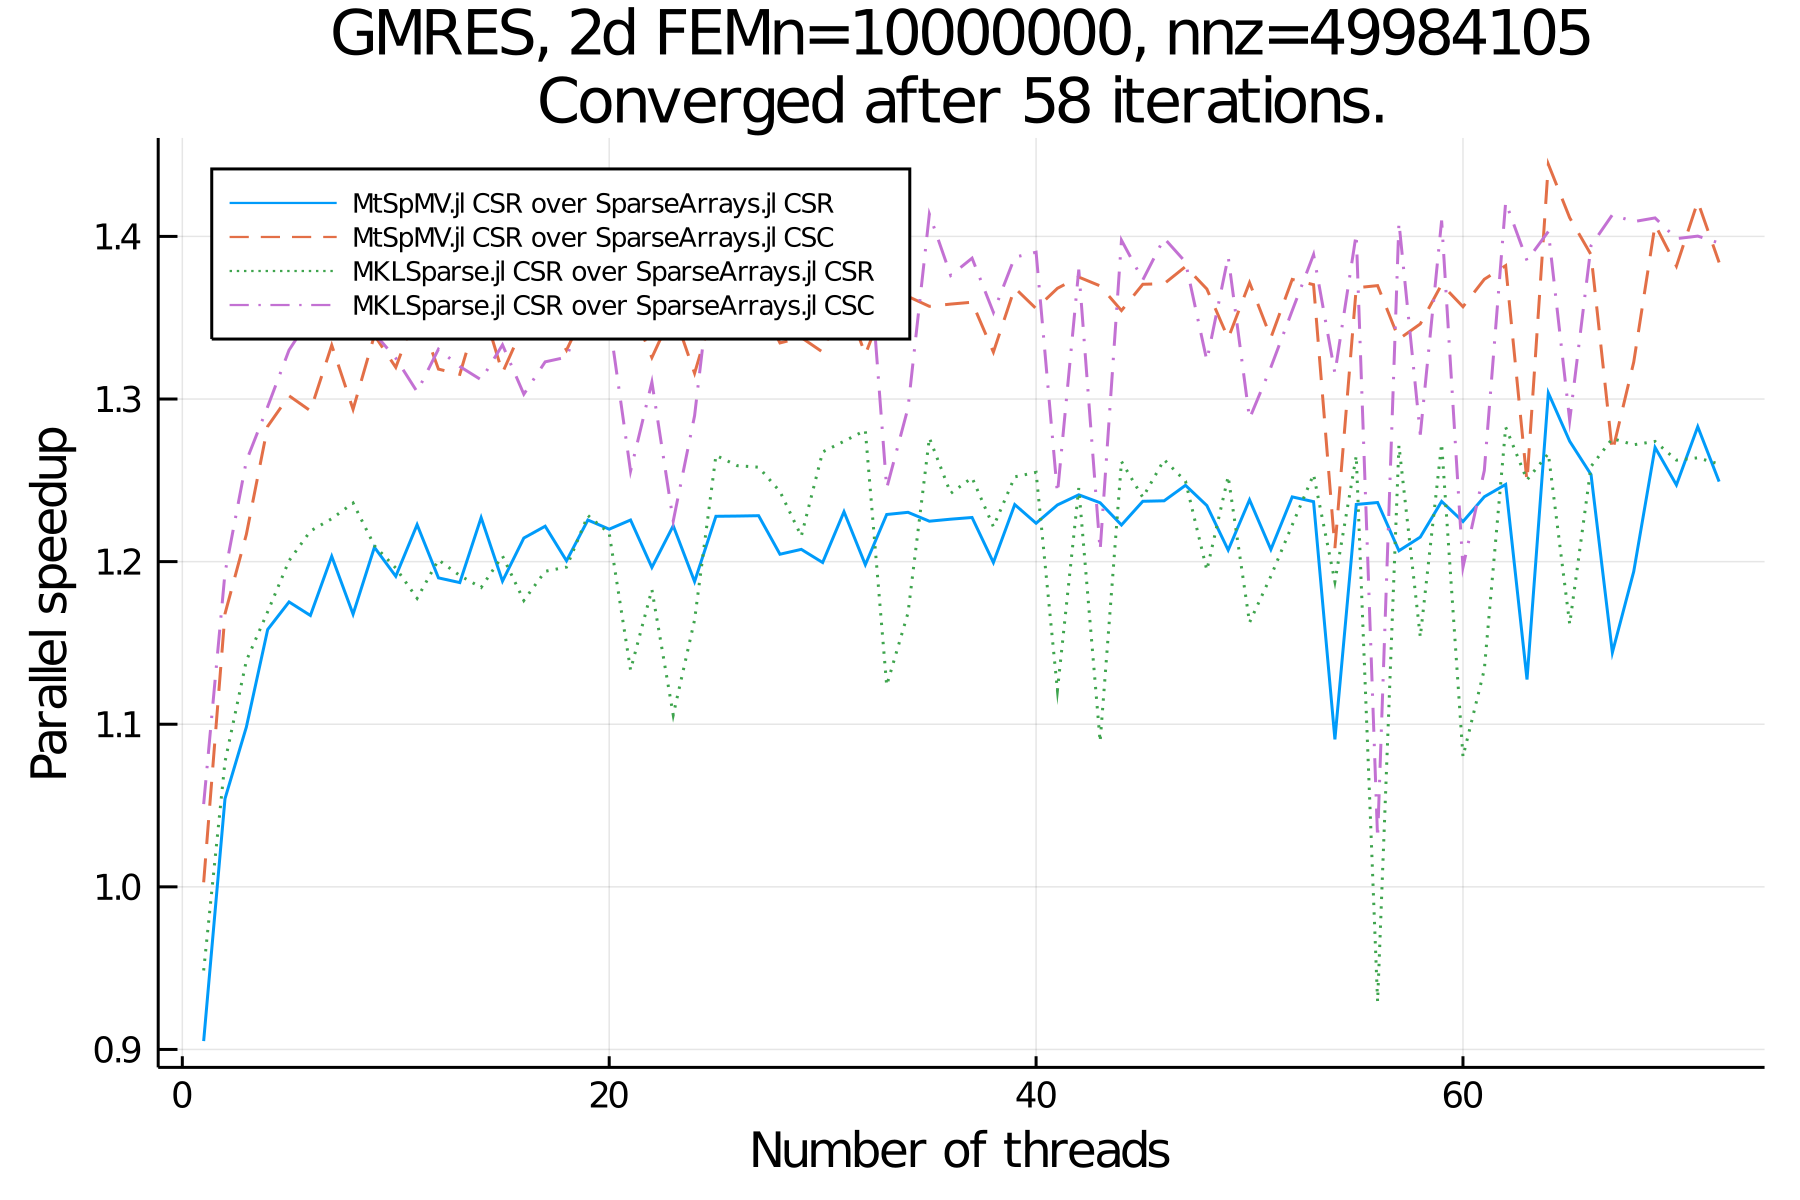 GMRES, 2d FEMn=10000000, nnz=49984105
Converged after 58 iterations.
MtSpMV.jl CSR over SparseArrays.jl CSR
MtSpMV.jl CSR over SparseArrays.jl CSC
MKLSparse.jl CSR over SparseArrays.jl CSR
MKLSparse.jl CSR over SparseArrays.jl CSC
Parallel speedup
1.4
1.3
1.2
1.1
1.0
0.9
0
20
40
60
Number of threads